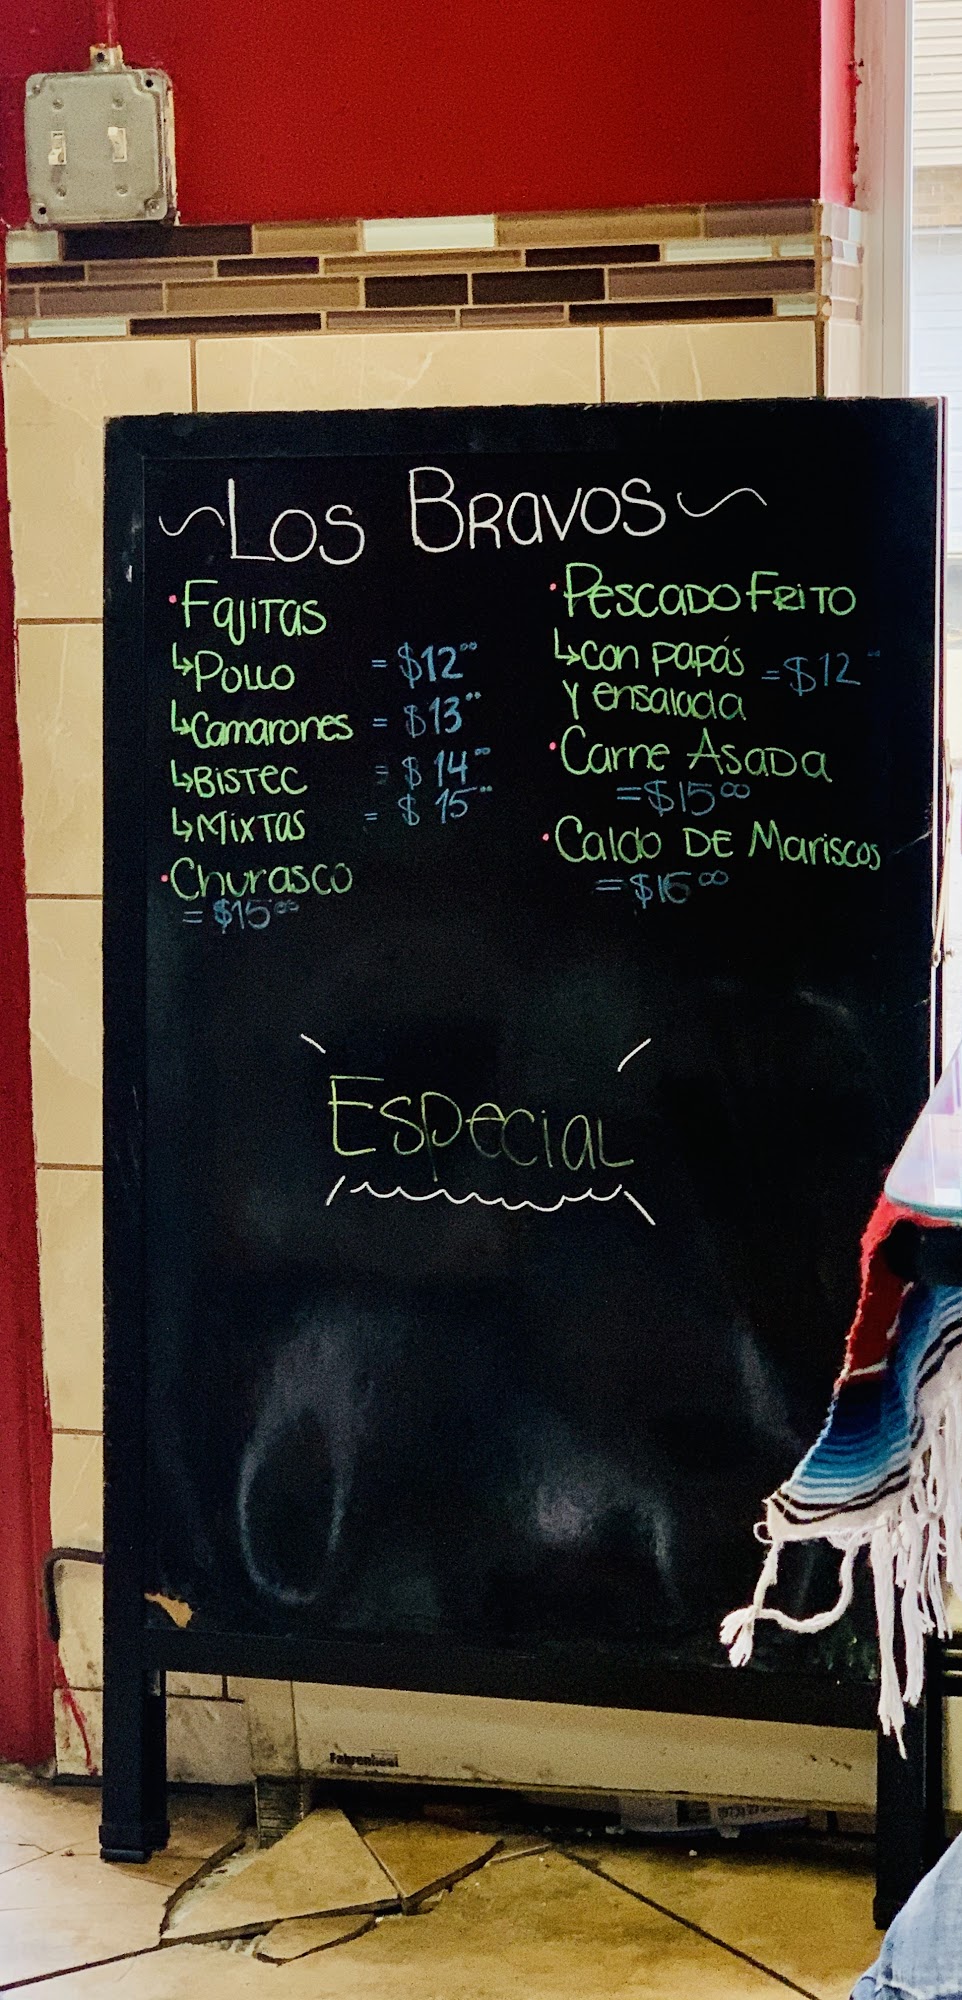 ~Los Bravos~
·Fajitas
↳Pollo = $12°°
↳Camarones = $13°°
↳Bistec = $14°°
↳Mixtas = $15°°
·Churasco
= $15°°
·Pescado Frito
↳con papás = $12
y ensalada
·Carne Asada
= $15°°
·Caldo De Mariscos
= $16°°
Especial
Fahrenheit